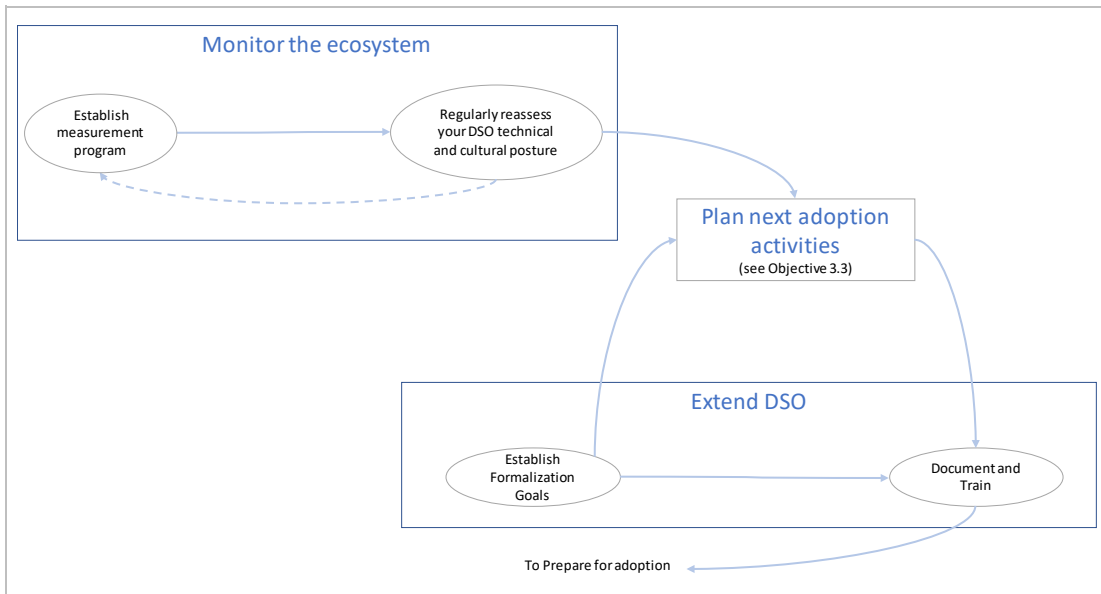 Monitor the ecosystem
Establish
measurement
program
Regularly reassess
your DSO technical
and cultural posture
Plan next adoption
activities
(see Objective 3.3)
Extend DSO
Establish
Formalization
Goals
Document and
Train
To Prepare for adoption